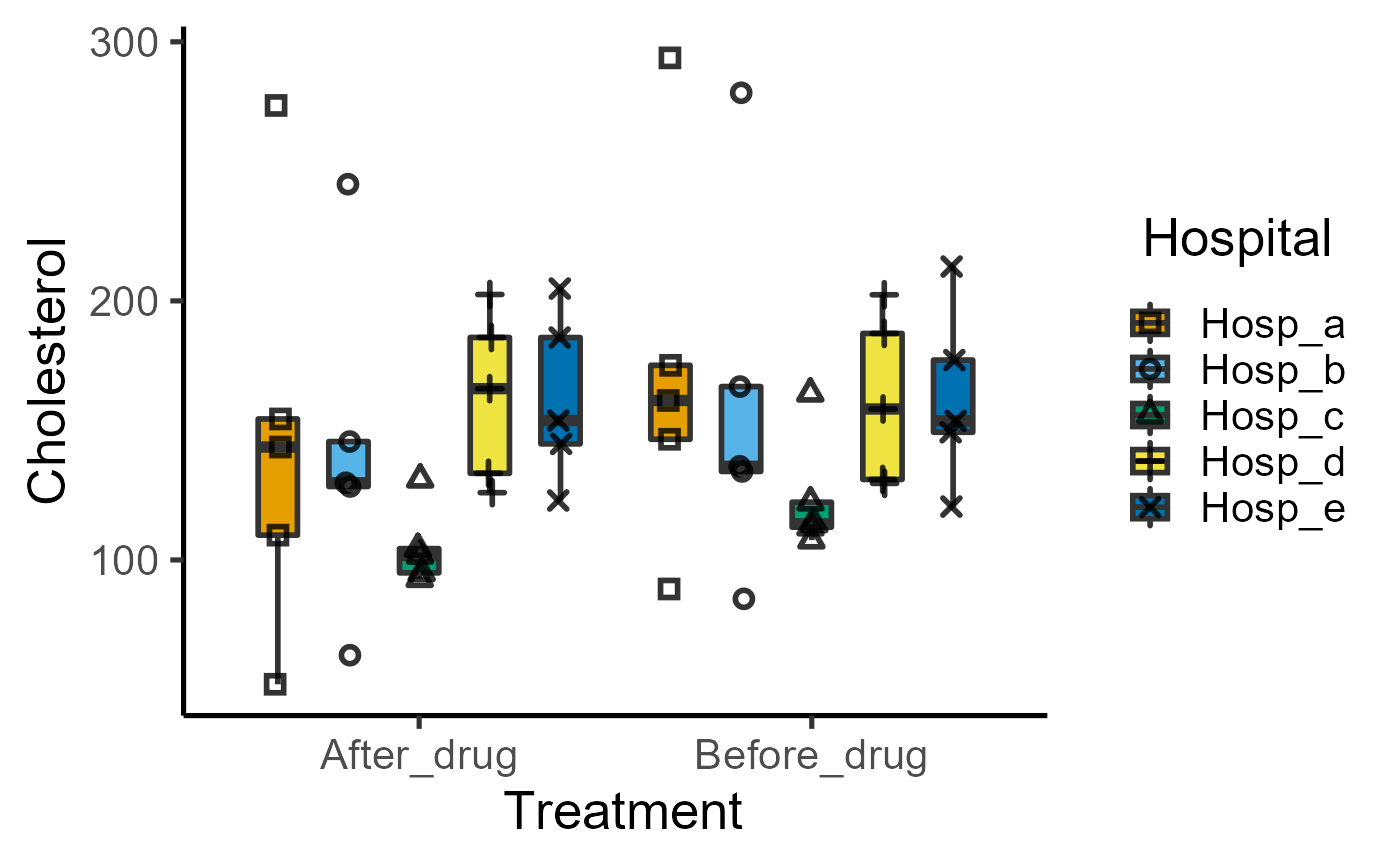 300
200
100
Cholesterol
After_drug
Before_drug
Treatment
Hospital
Hosp_a
Hosp_b
Hosp_c
Hosp_d
Hosp_e